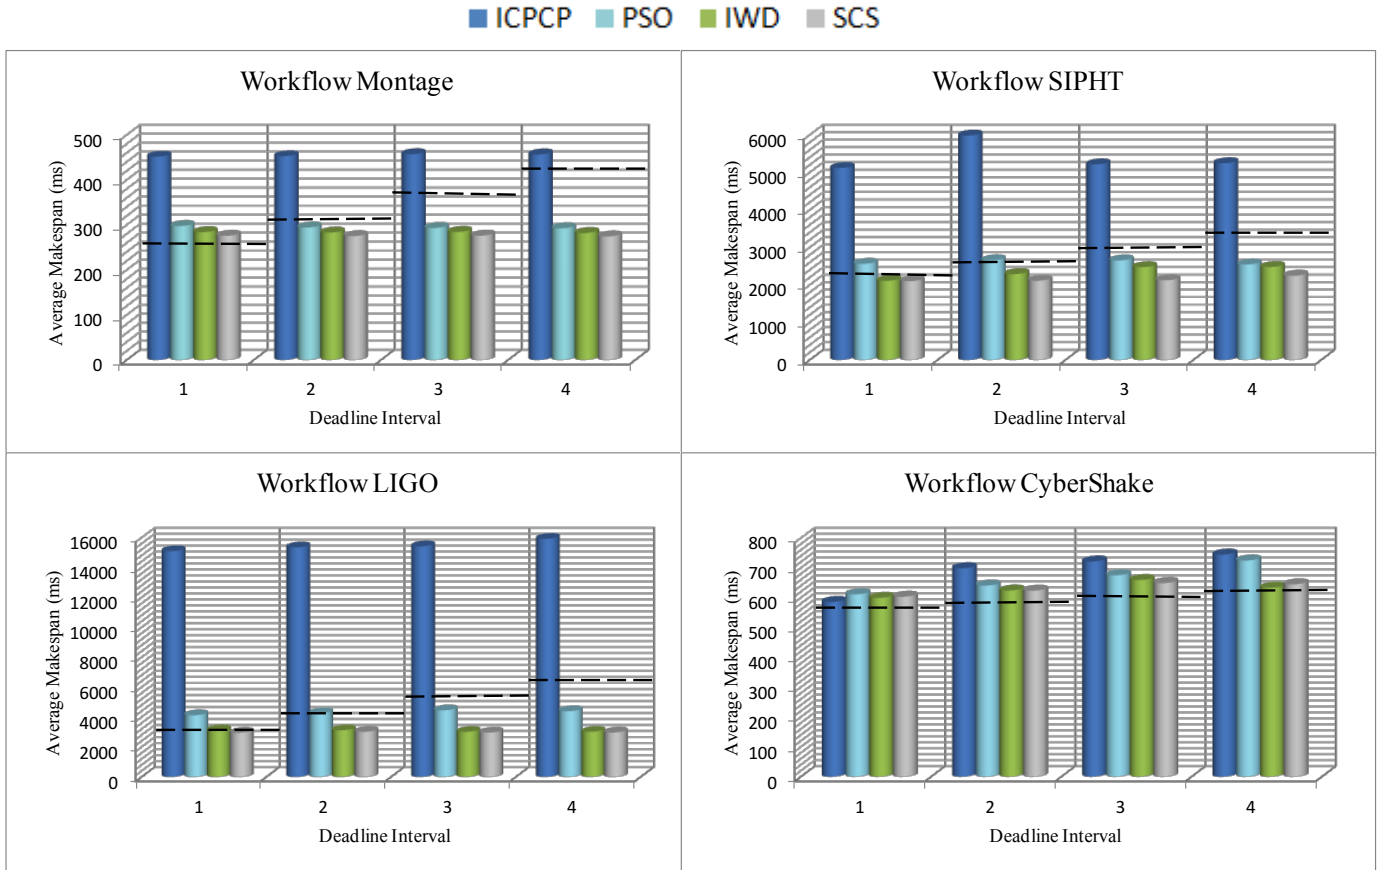 ICPCP PSO IWD SCS
Workflow Montage
Average Makespan (ms)
500
400
300
200
100
0
1 2 3 4
Deadline Interval
Workflow SIPHT
Average Makespan (ms)
6000
5000
4000
3000
2000
1000
0
1 2 3 4
Deadline Interval
Workflow LIGO
Average Makespan (ms)
16000
14000
12000
10000
8000
6000
4000
2000
0
1 2 3 4
Deadline Interval
Workflow CyberShake
Average Makespan (ms)
800
700
600
500
400
300
200
100
0
1 2 3 4
Deadline Interval